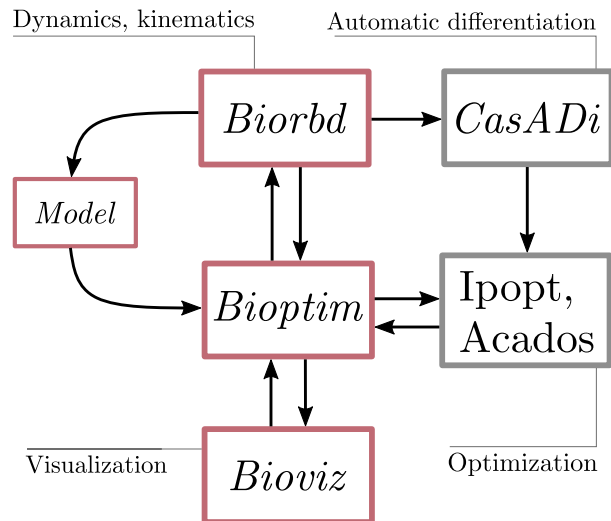 Dynamics, kinematics
Automatic differentiation
Biorbd
CasADi
Model
Bioptim
Ipopt,
Acados
Visualization
Bioviz
Optimization